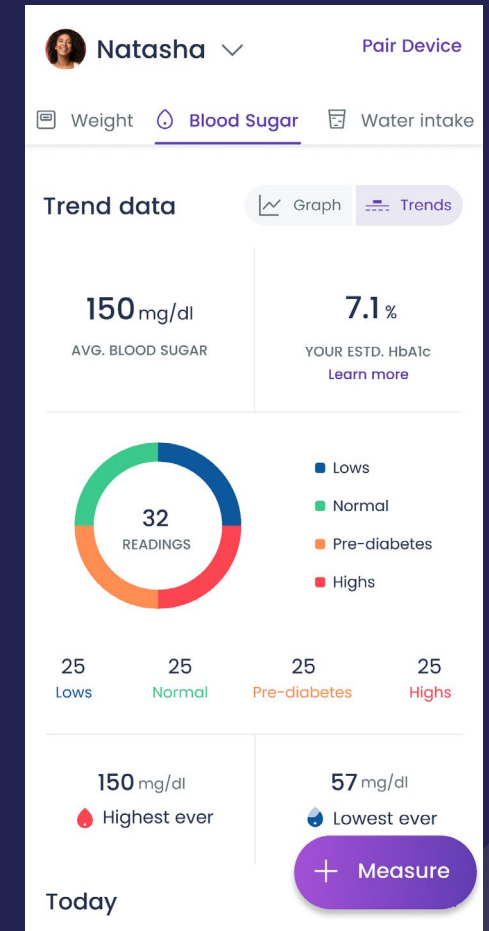 Natasha
Pair Device
Weight
Blood Sugar
Water intake
Trend data
Graph
Trends
150 mg/dl
AVG. BLOOD SUGAR
7.1 %
YOUR ESTD. HbA1c
Learn more
32
READINGS
Lows
Normal
Pre-diabetes
Highs
25
Lows
25
Normal
25
Pre-diabetes
25
Highs
150 mg/dl
Highest ever
57 mg/dl
Lowest ever
+ Measure
Today